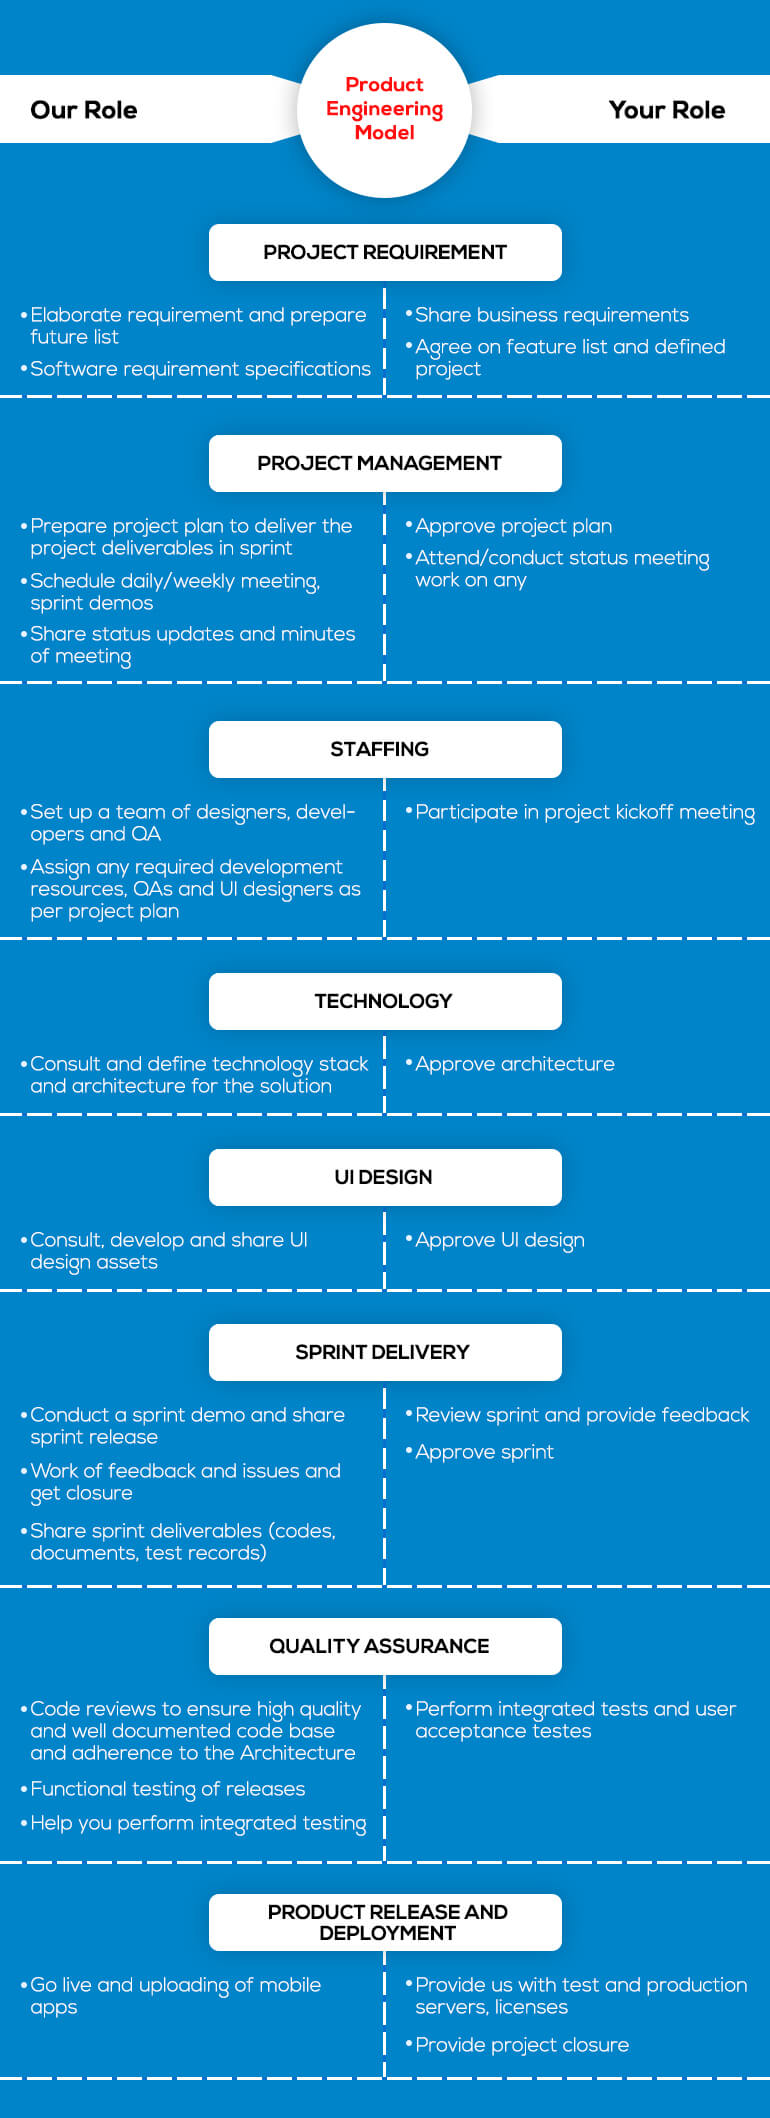 Our Role
Product
Engineering
Model
Your Role
PROJECT REQUIREMENT
• Elaborate requirement and prepare
future list
• Software requirement specifications
• Share business requirements
• Agree on feature list and defined
project
PROJECT MANAGEMENT
• Prepare project plan to deliver the
project deliverables in sprint
• Schedule daily/weekly meeting,
sprint demos
• Share status updates and minutes
of meeting
• Approve project plan
• Attend/conduct status meeting
work on any
STAFFING
• Set up a team of designers, devel-
opers and QA
• Assign any required development
resources, QAs and UI designers as
per project plan
• Participate in project kickoff meeting
TECHNOLOGY
• Consult and define technology stack
and architecture for the solution
• Approve architecture
UI DESIGN
• Consult, develop and share UI
design assets
• Approve UI design
SPRINT DELIVERY
• Conduct a sprint demo and share
sprint release
• Work of feedback and issues and
get closure
• Share sprint deliverables (codes,
documents, test records)
• Review sprint and provide feedback
• Approve sprint
QUALITY ASSURANCE
• Code reviews to ensure high quality
and well documented code base
and adherence to the Architecture
• Functional testing of releases
• Help you perform integrated testing
• Perform integrated tests and user
acceptance testes
PRODUCT RELEASE AND
DEPLOYMENT
• Go live and uploading of mobile
apps
• Provide us with test and production
servers, licenses
• Provide project closure